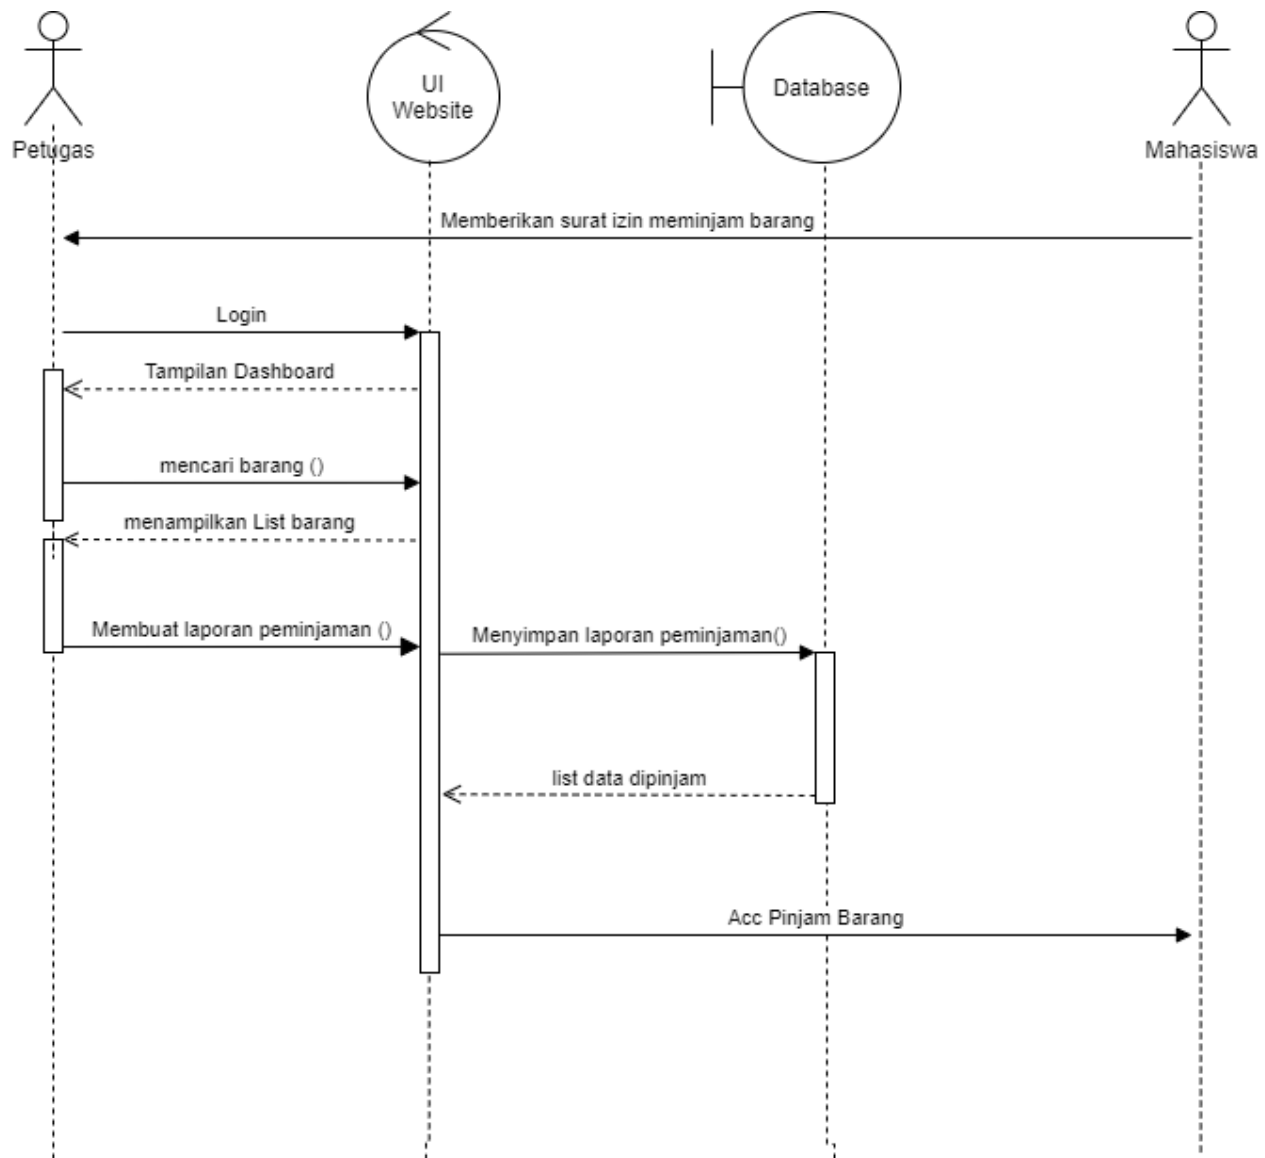 UI
Website
Database
Petugas
Mahasiswa
Memberikan surat izin meminjam barang
Login
Tampilan Dashboard
mencari barang ()
menampilkan List barang
Membuat laporan peminjaman ()
Menyimpan laporan peminjaman()
list data dipinjam
Acc Pinjam Barang